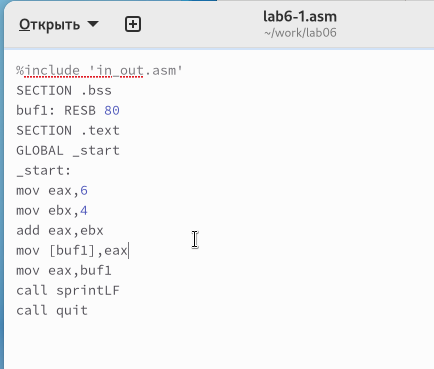 Открыть
lab6-1.asm
~/work/lab06
%include 'in_out.asm'
SECTION .bss
buf1: RESB 80
SECTION .text
GLOBAL _start
_start:
mov eax,6
mov ebx,4
add eax,ebx
mov [buf1],eax
mov eax,buf1
call sprintLF
call quit